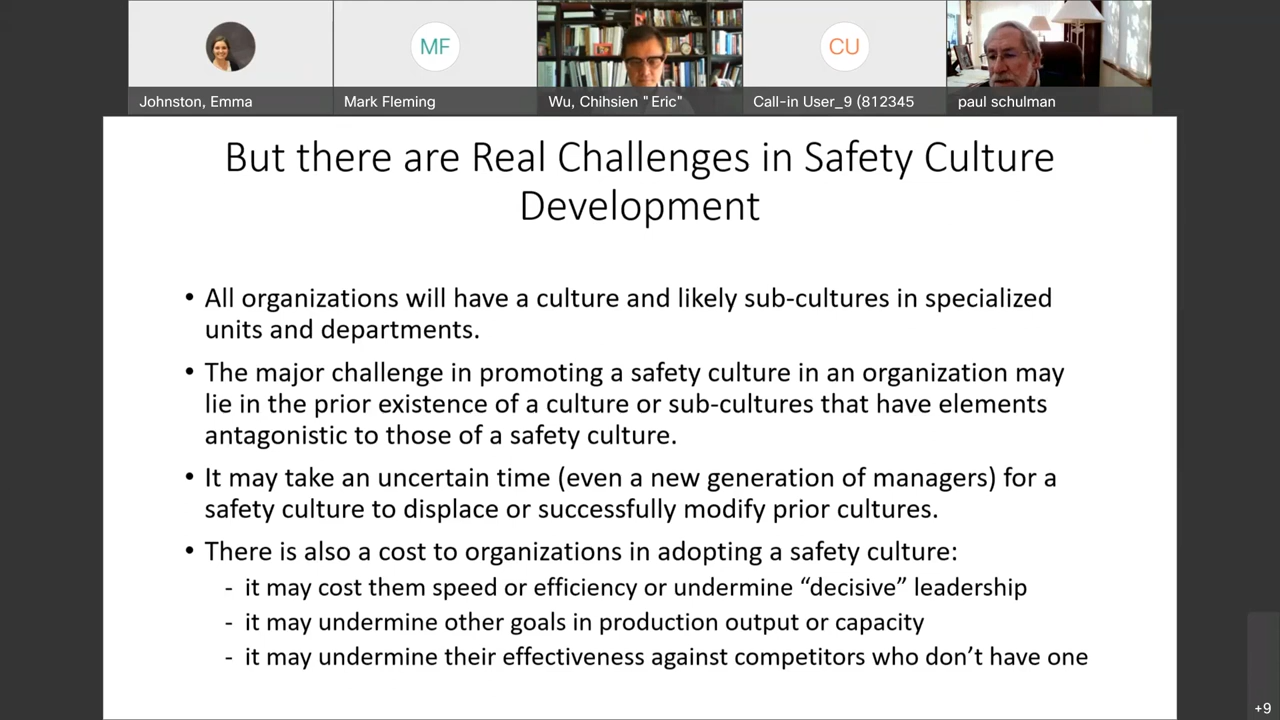 MF
CU
Johnston, Emma
Mark Fleming
Wu, Chihsien "Eric"
Call-in User_9 (812345
paul schulman
But there are Real Challenges in Safety Culture
Development
• All organizations will have a culture and likely sub-cultures in specialized
units and departments.
• The major challenge in promoting a safety culture in an organization may
lie in the prior existence of a culture or sub-cultures that have elements
antagonistic to those of a safety culture.
• It may take an uncertain time (even a new generation of managers) for a
safety culture to displace or successfully modify prior cultures.
• There is also a cost to organizations in adopting a safety culture:
- it may cost them speed or efficiency or undermine “decisive” leadership
- it may undermine other goals in production output or capacity
- it may undermine their effectiveness against competitors who don’t have one
+9